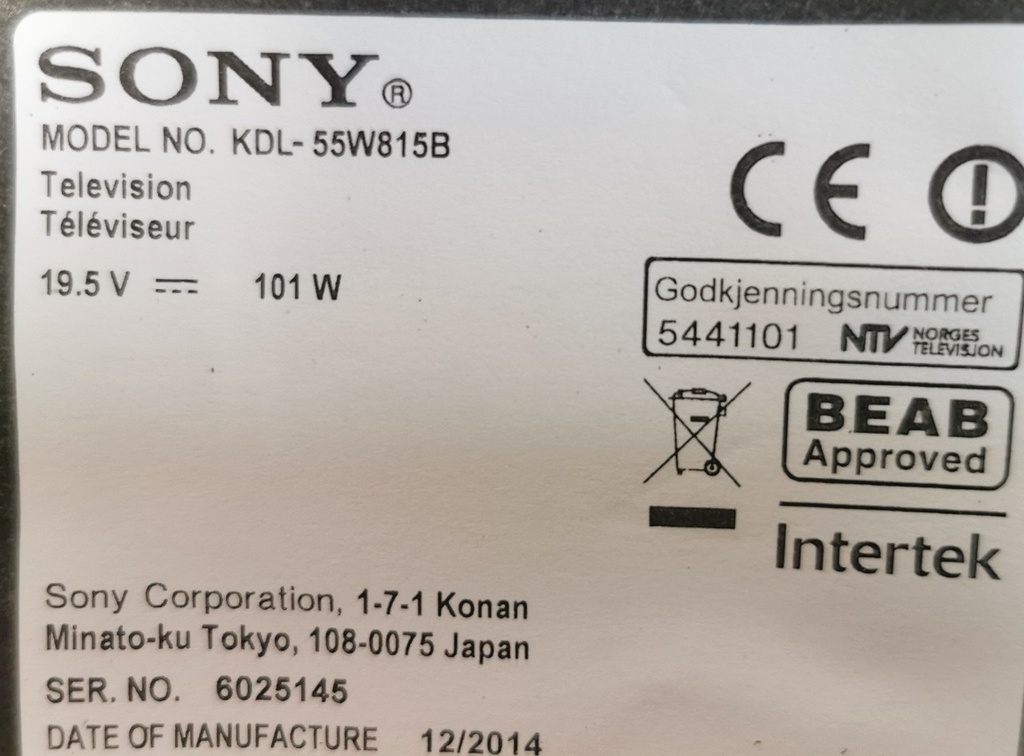 SONY®
MODEL NO. KDL-55W815B
Television
Téléviseur
19.5 V ⎓ 101 W
CE
Godkjenningsnummer
5441101 NTV NORGES TELEVISJON
BEAB
Approved
Intertek
Sony Corporation, 1-7-1 Konan
Minato-ku Tokyo, 108-0075 Japan
SER. NO. 6025145
DATE OF MANUFACTURE 12/2014